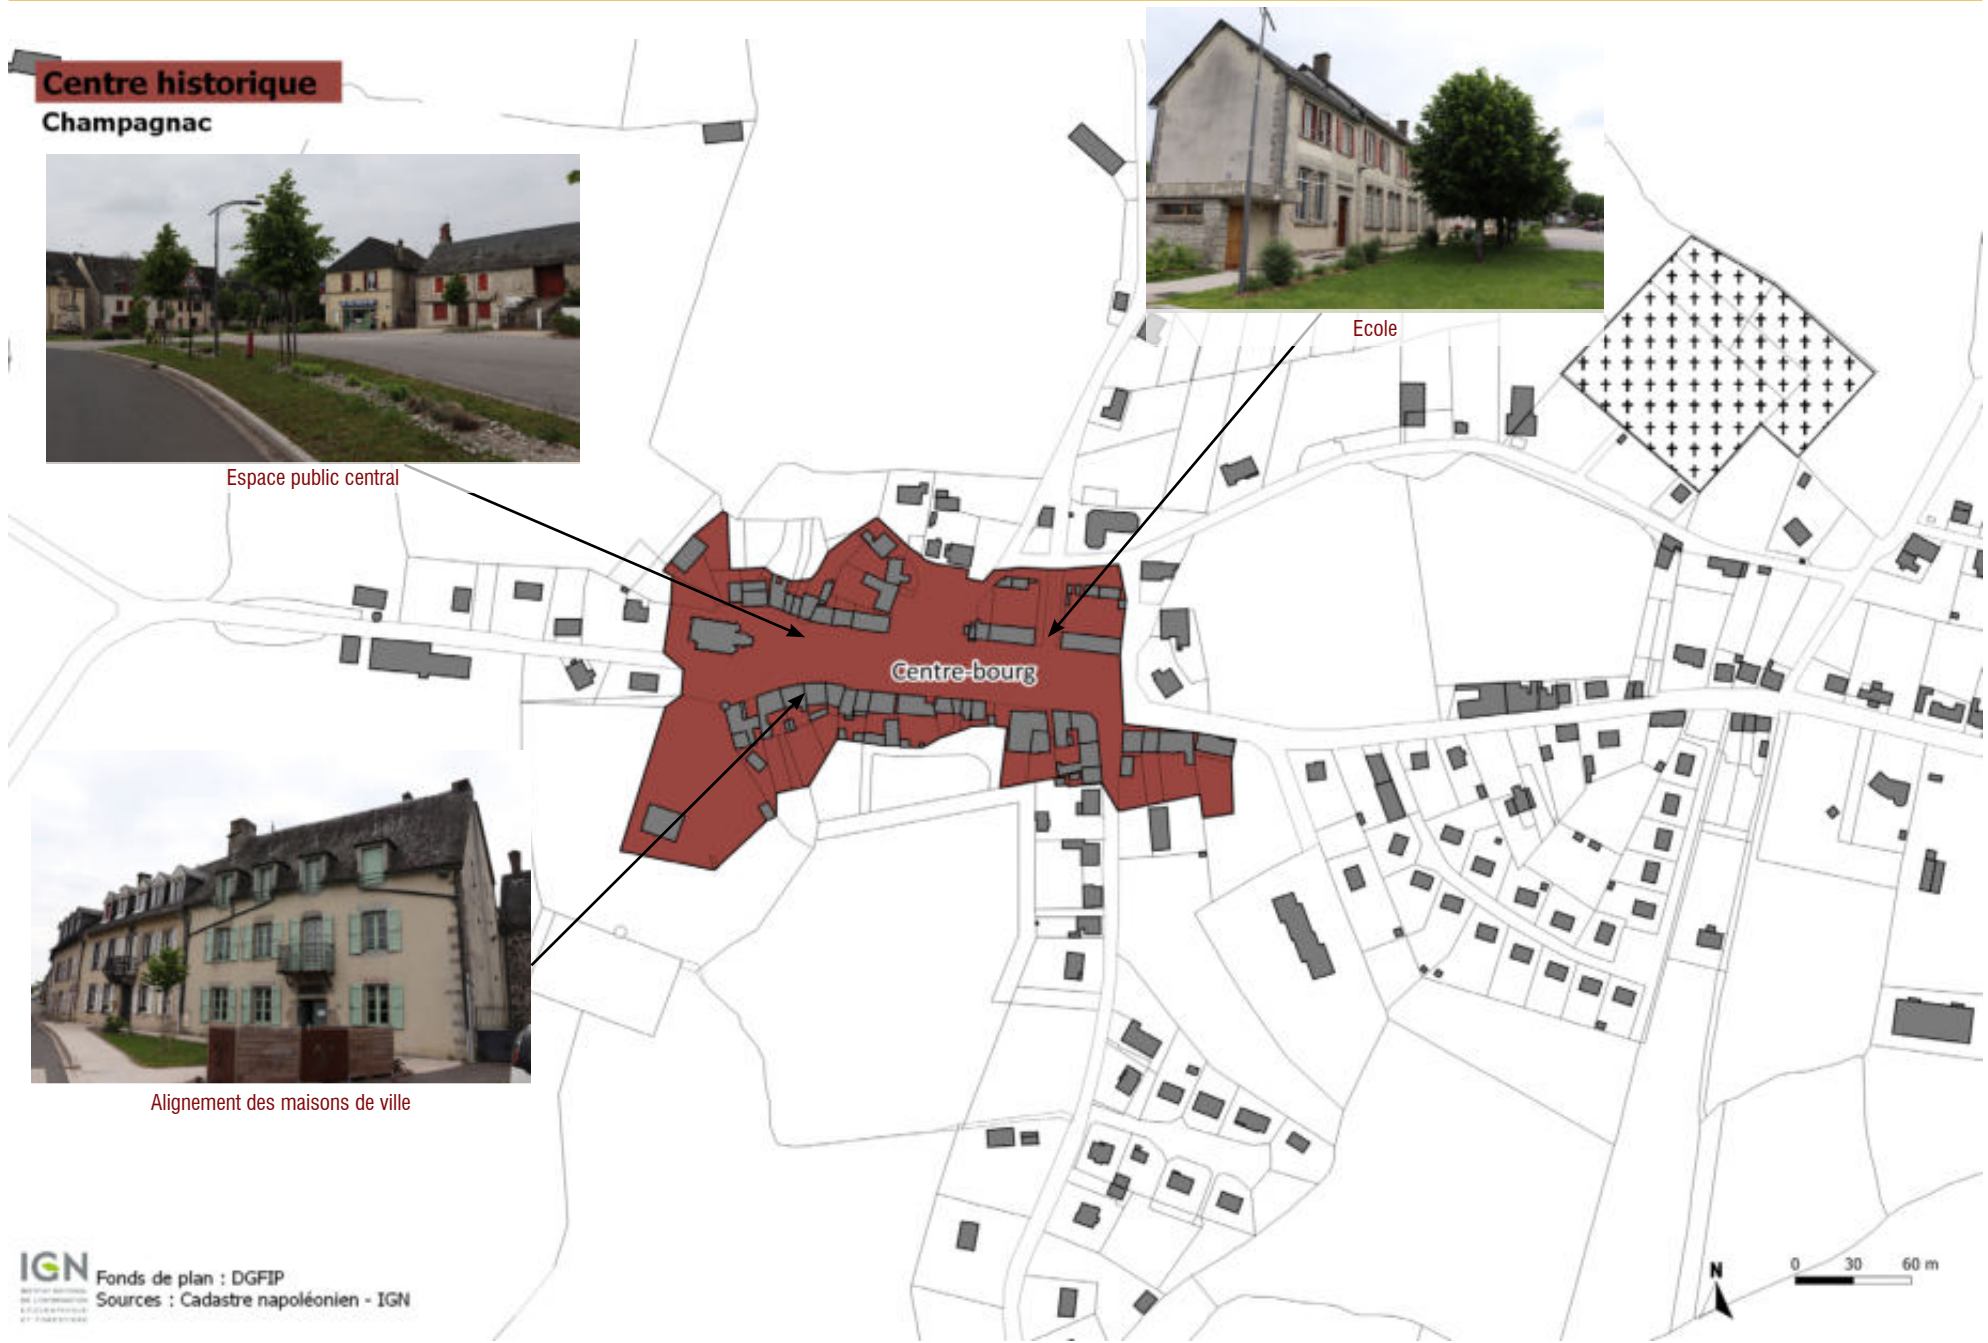 Centre historique
Champagnac
Ecole
Espace public central
Centre-bourg
Alignement des maisons de ville
IGN
Fonds de plan : DGFIP
Sources : Cadastre napoléonien - IGN
N
0 30 60 m